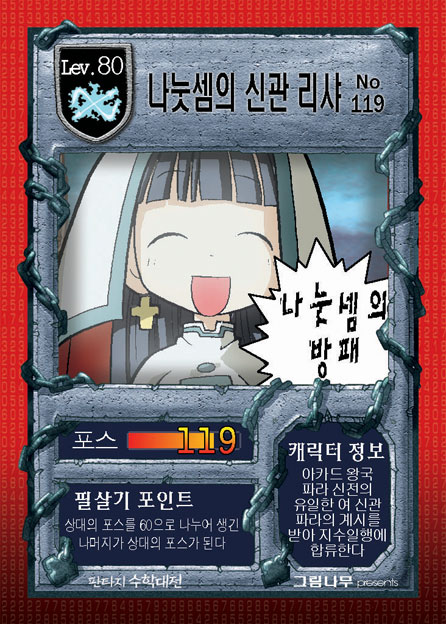 Lev.80
나눗셈의 신관 리샤
No
119
나눗셈의
방패
포스 119
필살기 포인트
상대의 포스를 60으로 나누어 생긴
나머지가 상대의 포스가 된다
캐릭터 정보
아카드 왕국
파라 신전의
유일한 여 신관
파라의 계시를
받아 지수일행에
합류한다
판타지 수학대전
그림나무 presents